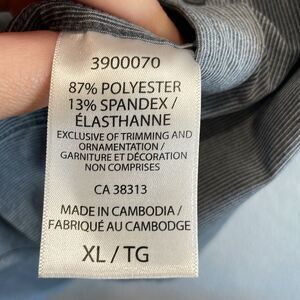 3900070
87% POLYESTER
13% SPANDEX /
ÉLASTHANNE
EXCLUSIVE OF TRIMMING AND
ORNAMENTATION /
GARNITURE ET DÉCORATION
NON COMPRISES
CA 38313
MADE IN CAMBODIA /
FABRIQUÉ AU CAMBODGE
XL / TG